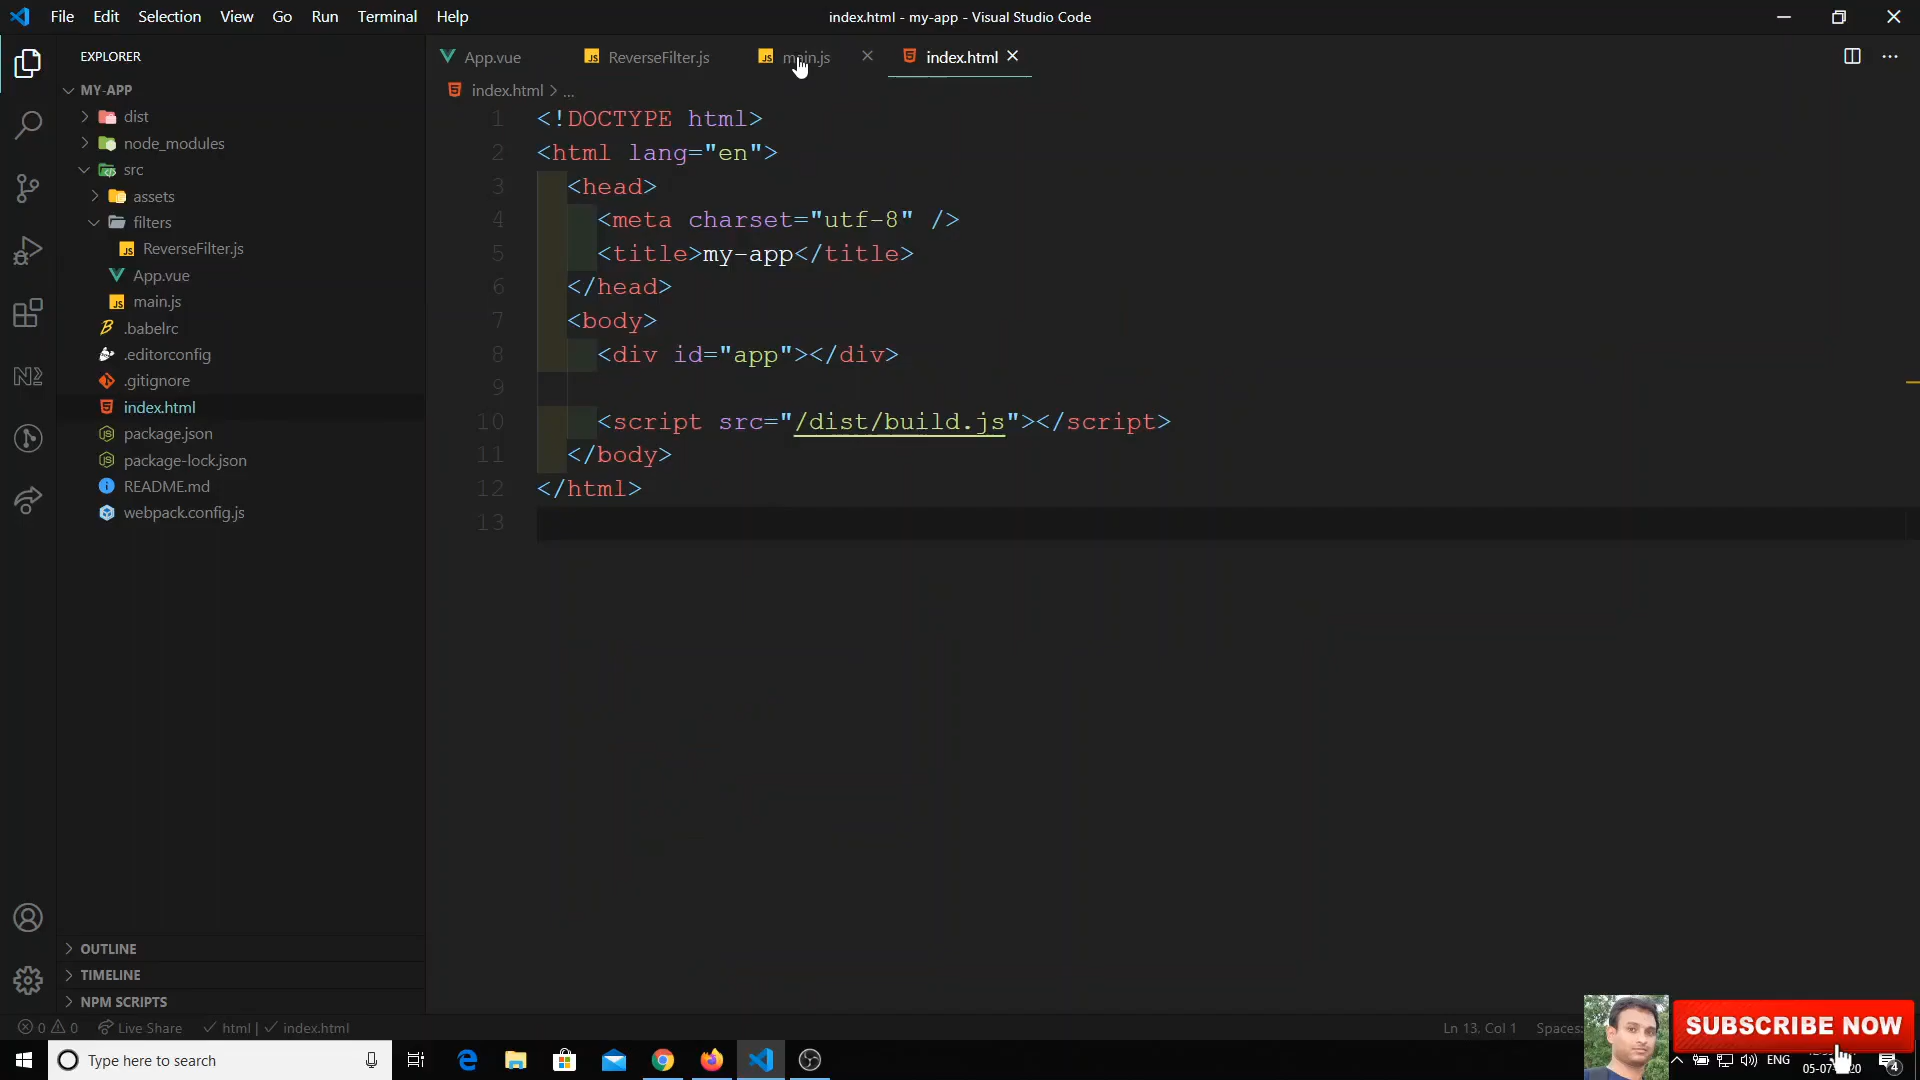 File Edit Selection View Go Run Terminal Help
index.html - my-app - Visual Studio Code
EXPLORER
MY-APP
dist
node_modules
src
assets
filters
ReverseFilter.js
App.vue
main.js
.babelrc
.editorconfig
.gitignore
index.html
package.json
package-lock.json
README.md
webpack.config.js
OUTLINE
TIMELINE
NPM SCRIPTS
App.vue ReverseFilter.js main.js index.html
index.html > ...
1 <!DOCTYPE html>
2 <html lang="en">
3 <head>
4 <meta charset="utf-8" />
5 <title>my-app</title>
6 </head>
7 <body>
8 <div id="app"></div>
9
10 <script src="/dist/build.js"></script>
11 </body>
12 </html>
13
0 0 Live Share html | index.html
Ln 13, Col 1 Spaces:
SUBSCRIBE NOW
Type here to search
ENG
4